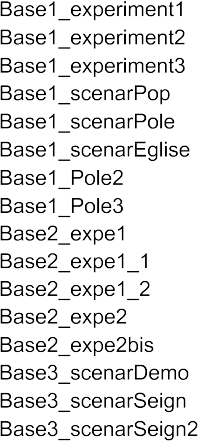 Base1_experiment1
Base1_experiment2
Base1_experiment3
Base1_scenarPop
Base1_scenarPole
Base1_scenarEglise
Base1_Pole2
Base1_Pole3
Base2_expe1
Base2_expe1_1
Base2_expe1_2
Base2_expe2
Base2_expe2bis
Base3_scenarDemo
Base3_scenarSeign
Base3_scenarSeign2